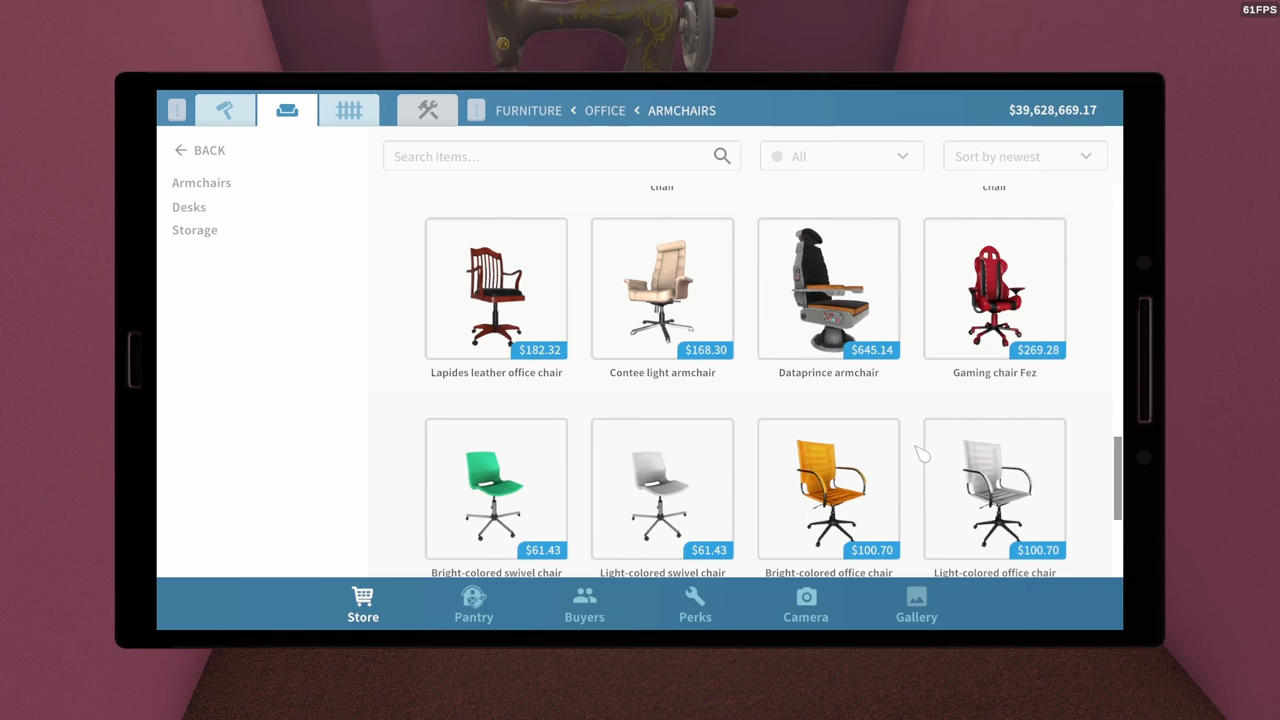 61FPS
FURNITURE < OFFICE < ARMCHAIRS
$39,628,669.17
BACK
Search items...
All
Sort by newest
Armchairs
Desks
Storage
chair
chair
$182.32
$168.30
$645.14
$269.28
Lapides leather office chair
Contee light armchair
Dataprince armchair
Gaming chair Fez
$61.43
$61.43
$100.70
$100.70
Bright-colored swivel chair
Light-colored swivel chair
Bright-colored office chair
Light-colored office chair
Store
Pantry
Buyers
Perks
Camera
Gallery